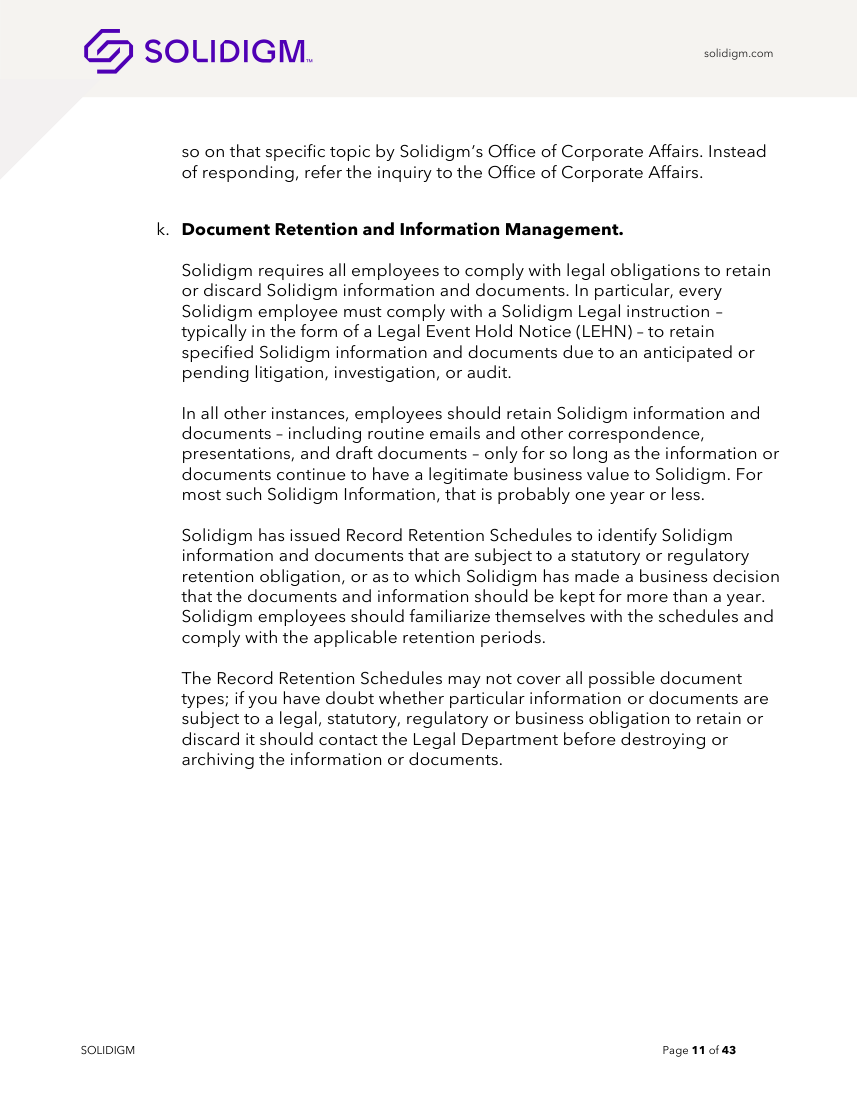 SOLIDIGM™
solidigm.com
so on that specific topic by Solidigm’s Office of Corporate Affairs. Instead
of responding, refer the inquiry to the Office of Corporate Affairs.
k. Document Retention and Information Management.
Solidigm requires all employees to comply with legal obligations to retain
or discard Solidigm information and documents. In particular, every
Solidigm employee must comply with a Solidigm Legal instruction –
typically in the form of a Legal Event Hold Notice (LEHN) – to retain
specified Solidigm information and documents due to an anticipated or
pending litigation, investigation, or audit.
In all other instances, employees should retain Solidigm information and
documents – including routine emails and other correspondence,
presentations, and draft documents – only for so long as the information or
documents continue to have a legitimate business value to Solidigm. For
most such Solidigm Information, that is probably one year or less.
Solidigm has issued Record Retention Schedules to identify Solidigm
information and documents that are subject to a statutory or regulatory
retention obligation, or as to which Solidigm has made a business decision
that the documents and information should be kept for more than a year.
Solidigm employees should familiarize themselves with the schedules and
comply with the applicable retention periods.
The Record Retention Schedules may not cover all possible document
types; if you have doubt whether particular information or documents are
subject to a legal, statutory, regulatory or business obligation to retain or
discard it should contact the Legal Department before destroying or
archiving the information or documents.
SOLIDIGM
Page 11 of 43